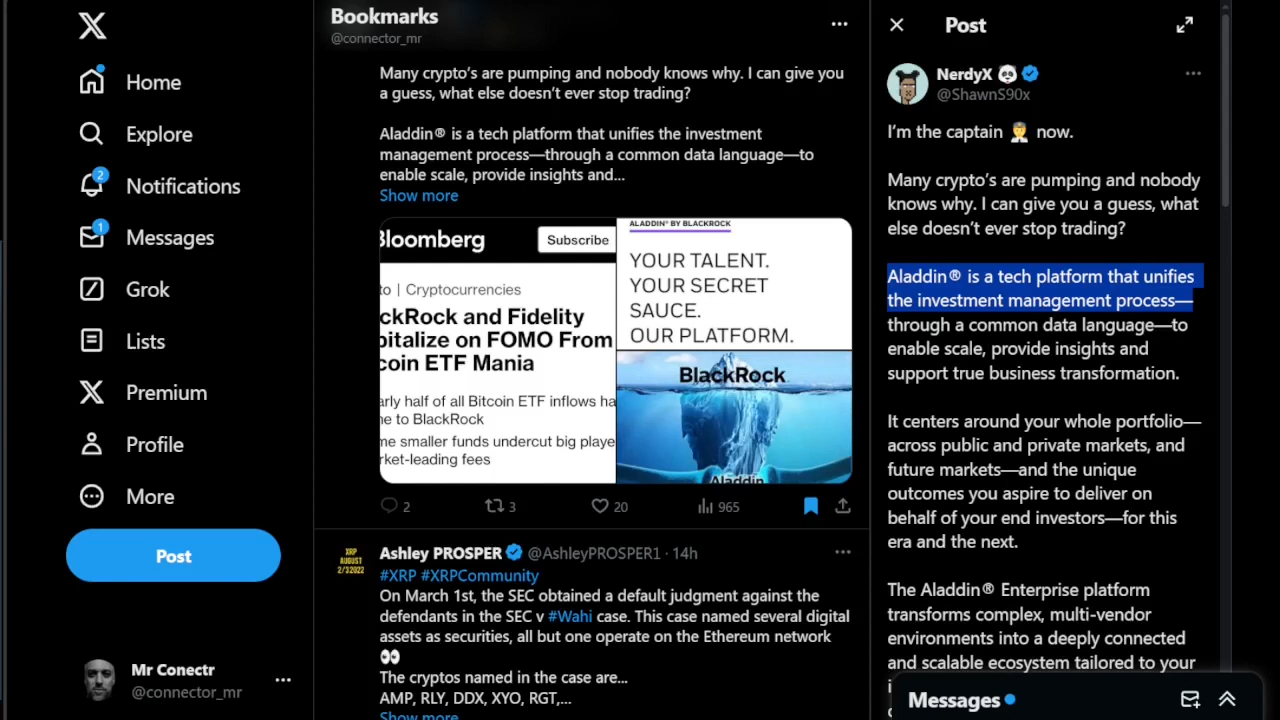 Home
Explore
2
Notifications
1
Messages
Grok
Lists
Premium
Profile
More
Post
Mr Conectr
@connector_mr
Bookmarks
@connector_mr
Many crypto's are pumping and nobody knows why. I can give you
a guess, what else doesn't ever stop trading?
Aladdin® is a tech platform that unifies the investment
management process—through a common data language—to
enable scale, provide insights and...
Show more
Bloomberg
Subscribe
to | Cryptocurrencies
ckRock and Fidelity
pitalize on FOMO From
coin ETF Mania
arly half of all Bitcoin ETF inflows ha
ne to BlackRock
me smaller funds undercut big playe
rket-leading fees
ALADDIN® BY BLACKROCK
YOUR TALENT.
YOUR SECRET
SAUCE.
OUR PLATFORM.
BlackRock
Aladdin
2
3
20
965
XRP
AUGUST
2/32022
Ashley PROSPER @AshleyPROSPER1 · 14h
#XRP #XRPCommunity
On March 1st, the SEC obtained a default judgment against the
defendants in the SEC v #Wahi case. This case named several digital
assets as securities, all but one operate on the Ethereum network
👀
The cryptos named in the case are...
AMP, RLY, DDX, XYO, RGT,...
Show more
Post
NerdyX 🐼
@ShawnS90x
I'm the captain 👨‍✈️ now.
Many crypto's are pumping and nobody
knows why. I can give you a guess, what
else doesn't ever stop trading?
Aladdin® is a tech platform that unifies
the investment management process—
through a common data language—to
enable scale, provide insights and
support true business transformation.
It centers around your whole portfolio—
across public and private markets, and
future markets—and the unique
outcomes you aspire to deliver on
behalf of your end investors—for this
era and the next.
The Aladdin® Enterprise platform
transforms complex, multi-vendor
environments into a deeply connected
and scalable ecosystem tailored to your
Messages